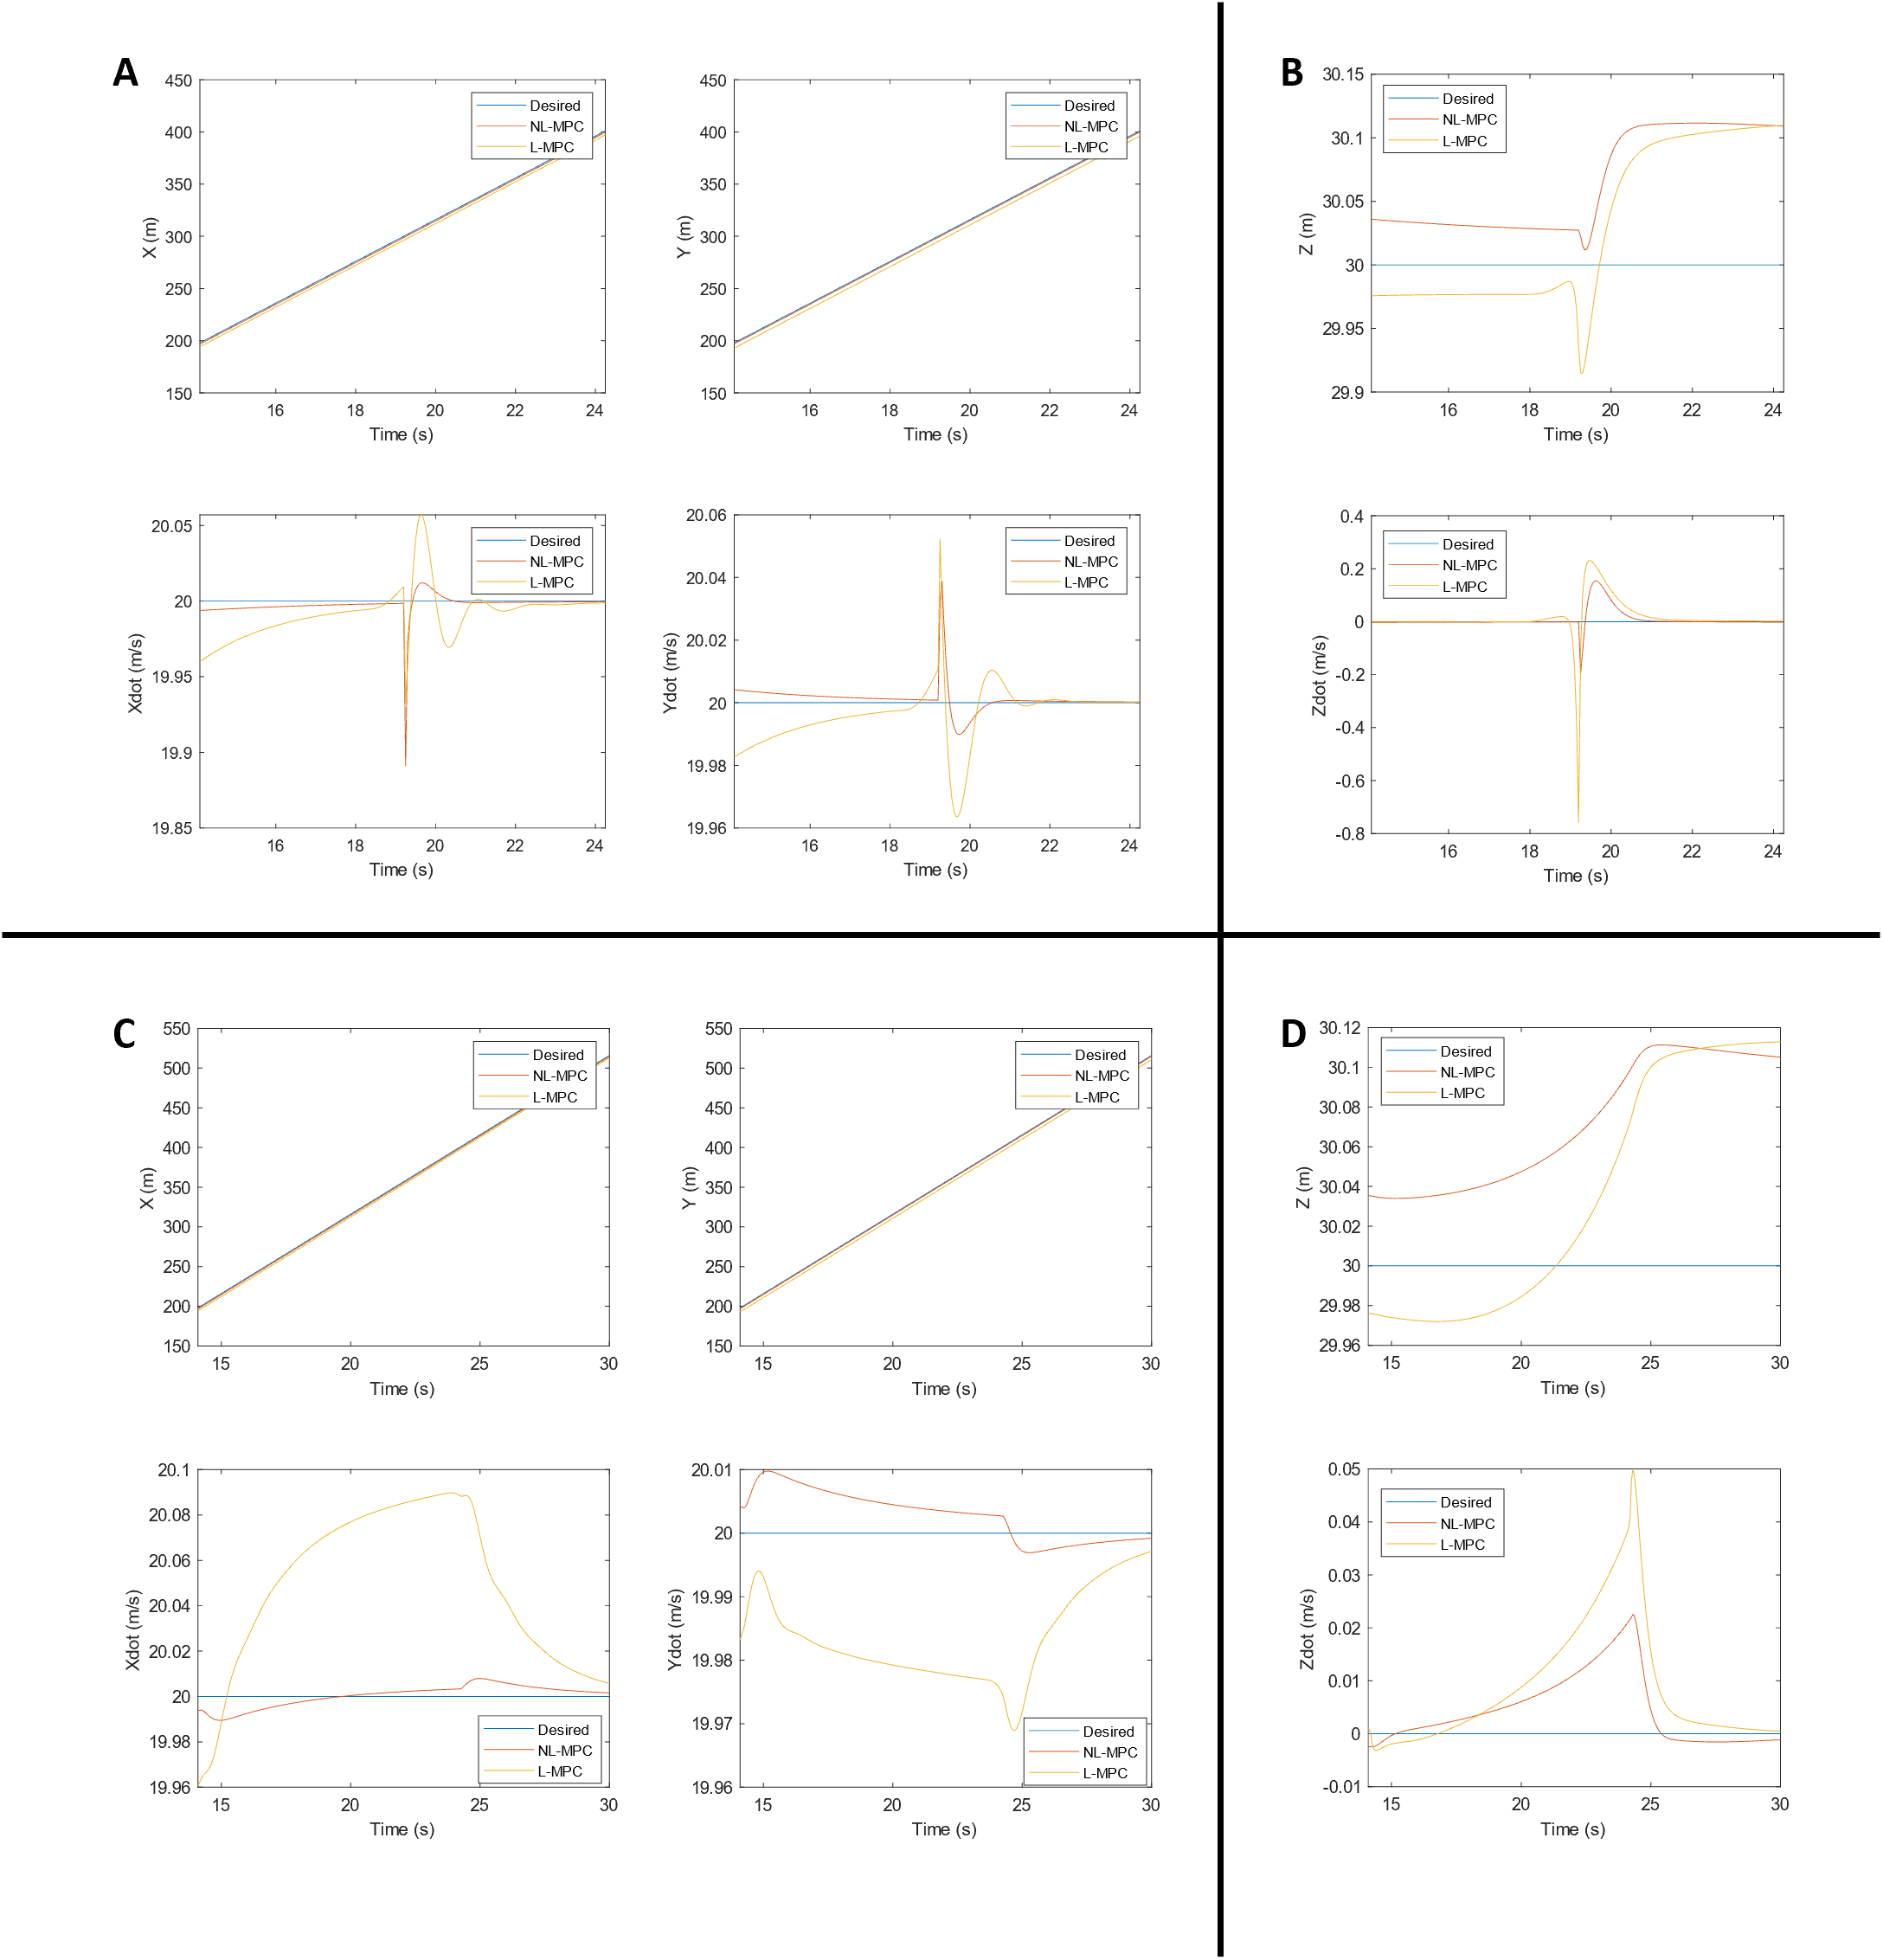 A
450
400
350
300
250
200
150
X (m)
16 18 20 22 24
Time (s)
Desired
NL-MPC
L-MPC
450
400
350
300
250
200
150
Y (m)
16 18 20 22 24
Time (s)
Desired
NL-MPC
L-MPC
20.05
20
19.95
19.9
19.85
Xdot (m/s)
16 18 20 22 24
Time (s)
Desired
NL-MPC
L-MPC
20.06
20.04
20.02
20
19.98
19.96
Ydot (m/s)
16 18 20 22 24
Time (s)
Desired
NL-MPC
L-MPC
B
30.15
30.1
30.05
30
29.95
29.9
Z (m)
16 18 20 22 24
Time (s)
Desired
NL-MPC
L-MPC
0.4
0.2
0
-0.2
-0.4
-0.6
-0.8
Zdot (m/s)
16 18 20 22 24
Time (s)
Desired
NL-MPC
L-MPC
C
550
500
450
400
350
300
250
200
150
X (m)
15 20 25 30
Time (s)
Desired
NL-MPC
L-MPC
550
500
450
400
350
300
250
200
150
Y (m)
15 20 25 30
Time (s)
Desired
NL-MPC
L-MPC
20.1
20.08
20.06
20.04
20.02
20
19.98
19.96
Xdot (m/s)
15 20 25 30
Time (s)
Desired
NL-MPC
L-MPC
20.01
20
19.99
19.98
19.97
19.96
Ydot (m/s)
15 20 25 30
Time (s)
Desired
NL-MPC
L-MPC
D
30.12
30.1
30.08
30.06
30.04
30.02
30
29.98
29.96
Z (m)
15 20 25 30
Time (s)
Desired
NL-MPC
L-MPC
0.05
0.04
0.03
0.02
0.01
0
-0.01
Zdot (m/s)
15 20 25 30
Time (s)
Desired
NL-MPC
L-MPC